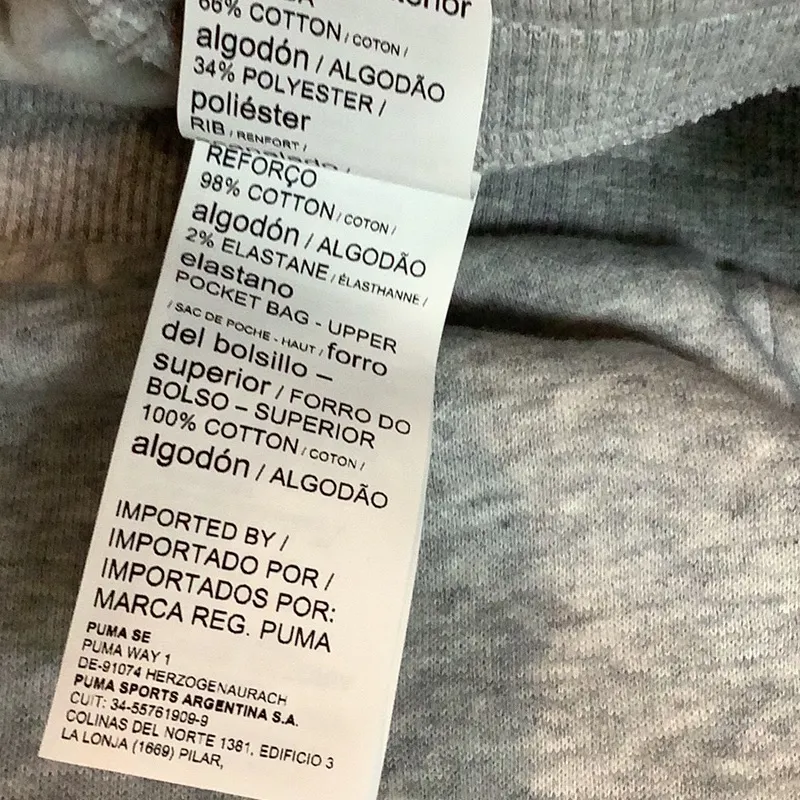 66% COTTON / COTON /
algodón / ALGODÃO
34% POLYESTER /
poliéster
RIB / RENFORT /
REFORÇO
98% COTTON / COTON /
algodón / ALGODÃO
2% ELASTANE / ÉLASTHANNE /
elastano
POCKET BAG - UPPER
/ SAC DE POCHE - HAUT / forro
del bolsillo –
superior / FORRO DO
BOLSO – SUPERIOR
100% COTTON / COTON /
algodón / ALGODÃO
IMPORTED BY /
IMPORTADO POR /
IMPORTADOS POR:
MARCA REG. PUMA
PUMA SE
PUMA WAY 1
DE-91074 HERZOGENAURACH
PUMA SPORTS ARGENTINA S.A.
CUIT: 34-55761909-9
COLINAS DEL NORTE 1381, EDIFICIO 3
LA LONJA (1669) PILAR,